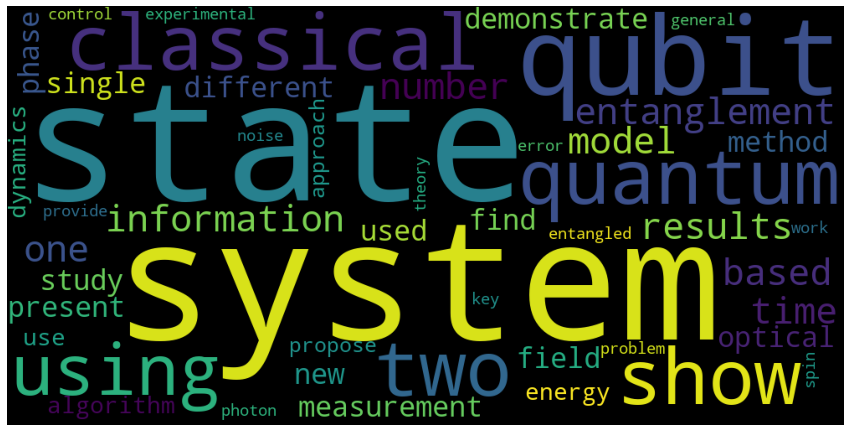 control experimental
classical
demonstrate general
qubit
phase
single different number
entanglement
state
noise
approach
error
model method
dynamics
theory
quantum
provide
information used find
results work
one
entangled
system
study
based
present
key
time
use
propose
optical
using two new
field problem
show
spin
energy
algorithm photon measurement